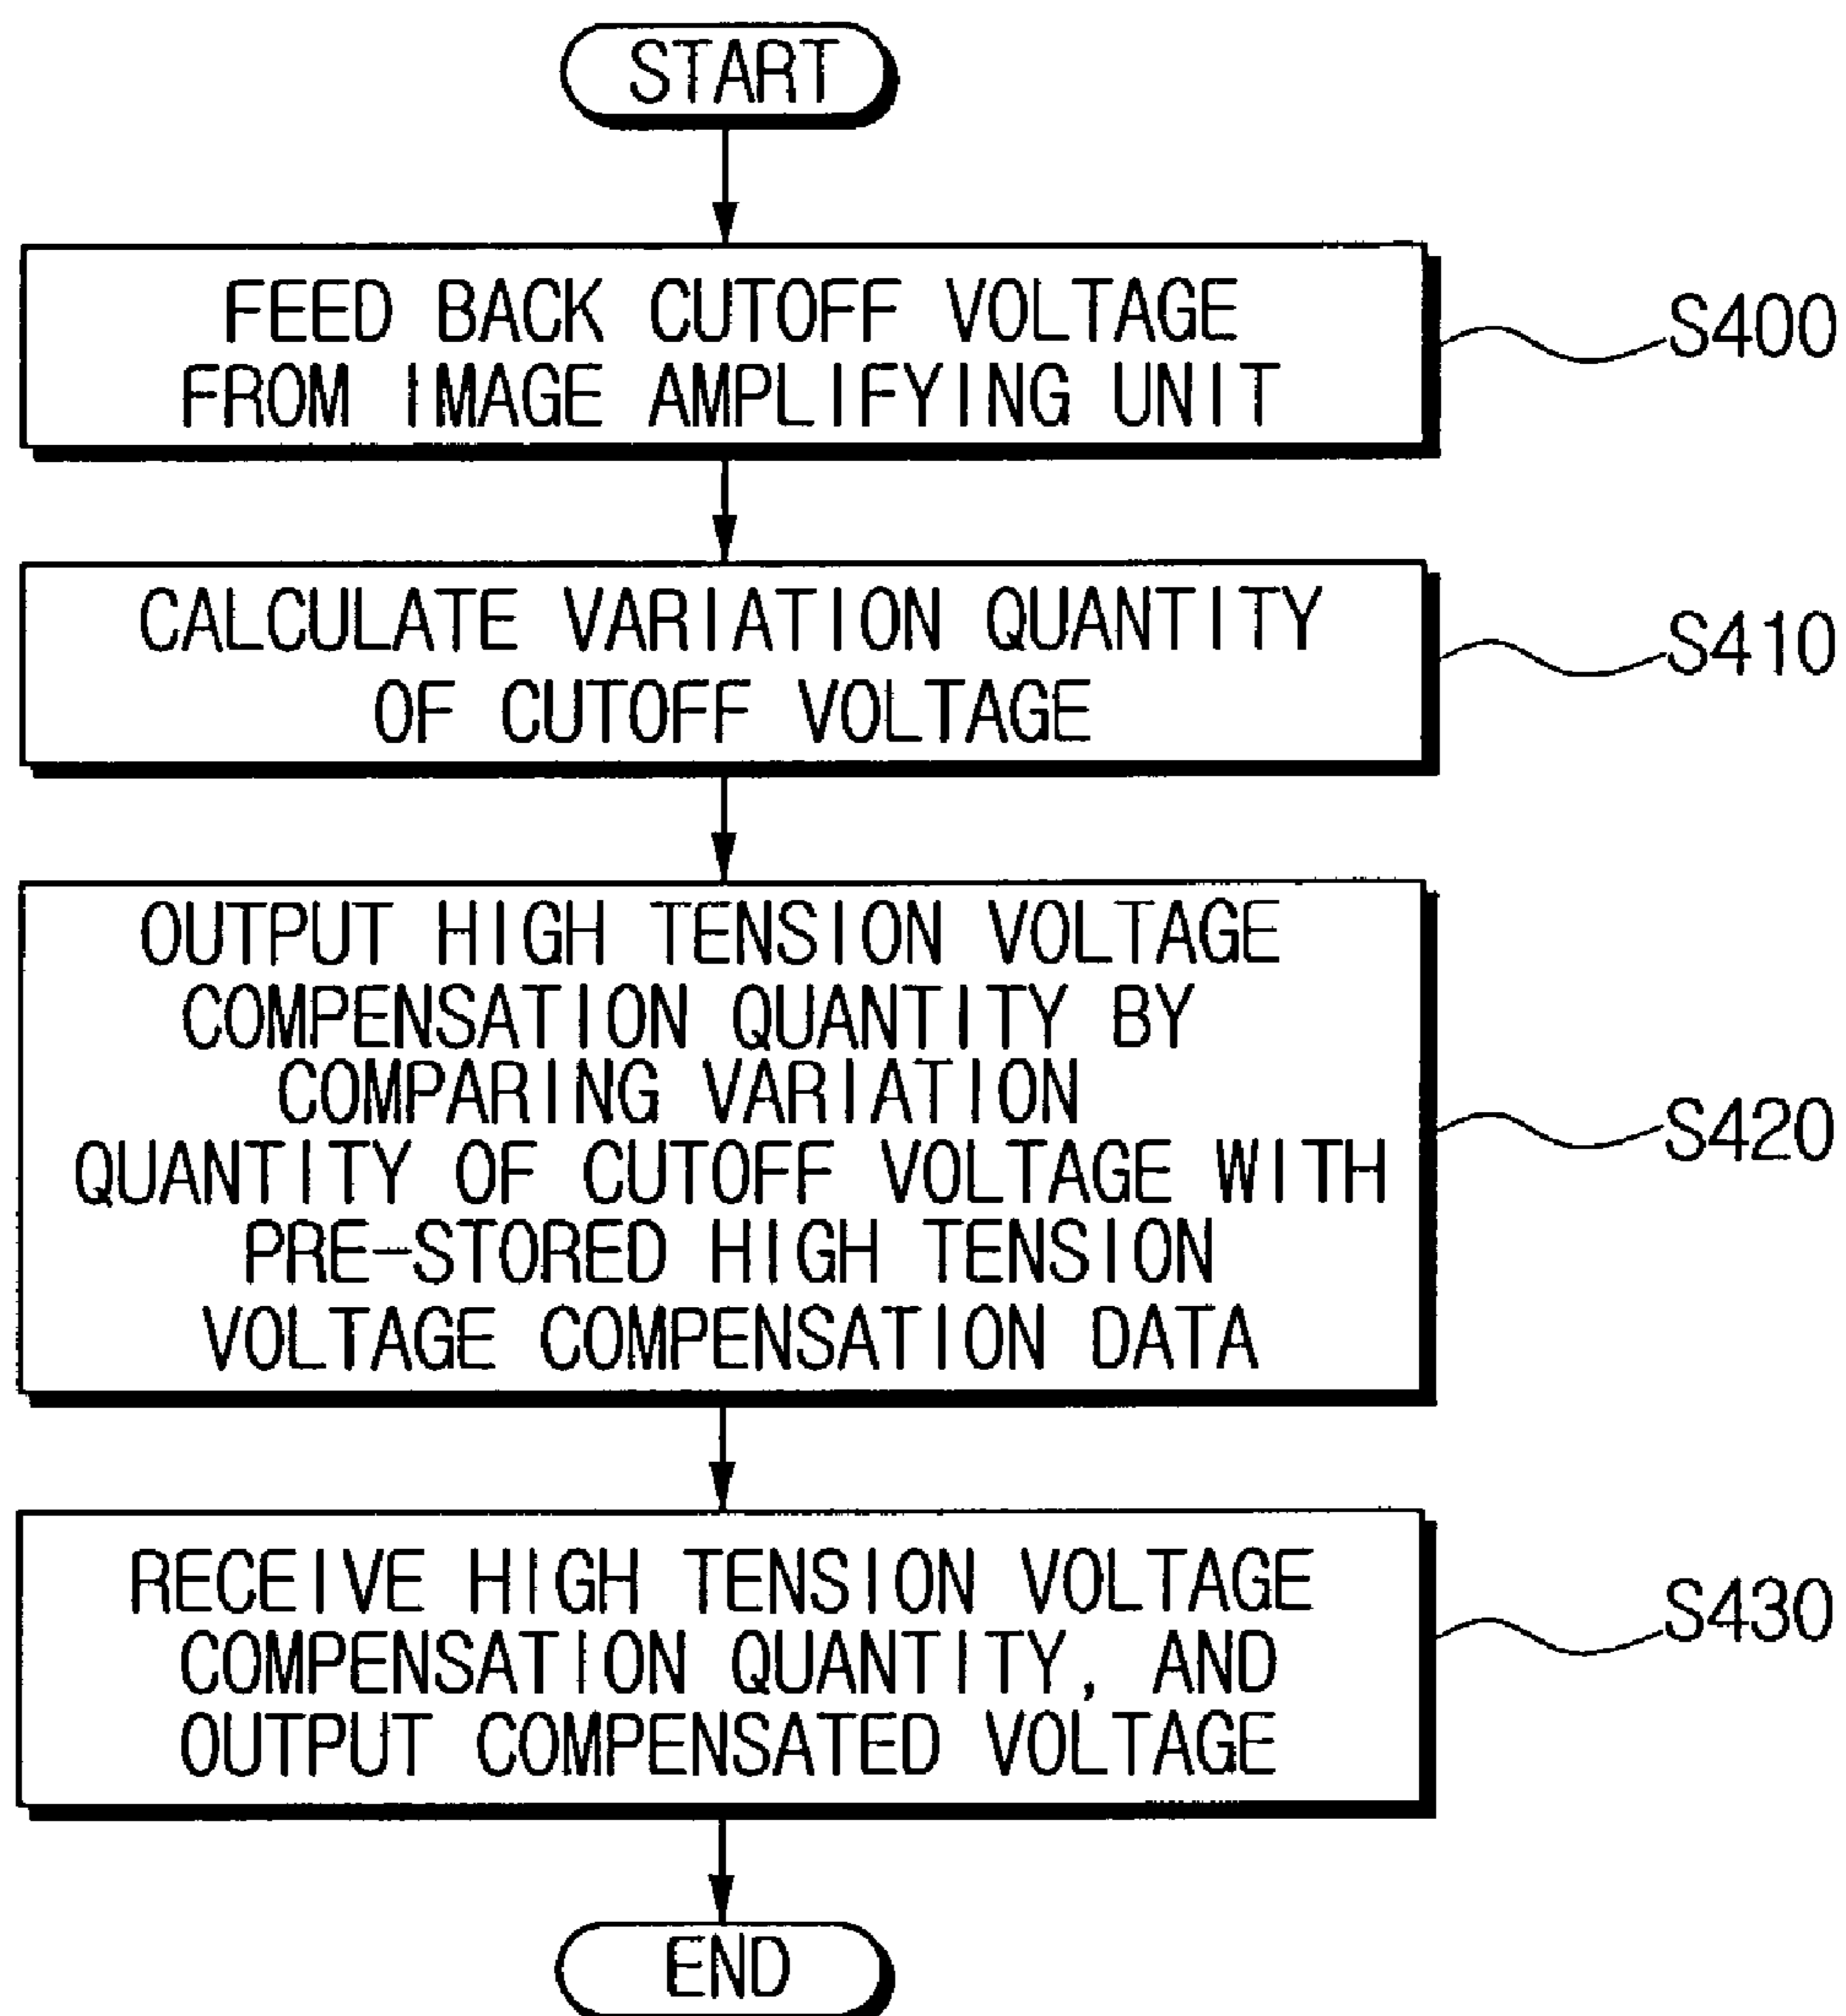 START
FEED BACK CUTOFF VOLTAGE
FROM IMAGE AMPLIFYING UNIT
S400
CALCULATE VARIATION QUANTITY
OF CUTOFF VOLTAGE
S410
OUTPUT HIGH TENSION VOLTAGE
COMPENSATION QUANTITY BY
COMPARING VARIATION
QUANTITY OF CUTOFF VOLTAGE WITH
PRE-STORED HIGH TENSION
VOLTAGE COMPENSATION DATA
S420
RECEIVE HIGH TENSION VOLTAGE
COMPENSATION QUANTITY, AND
OUTPUT COMPENSATED VOLTAGE
S430
END